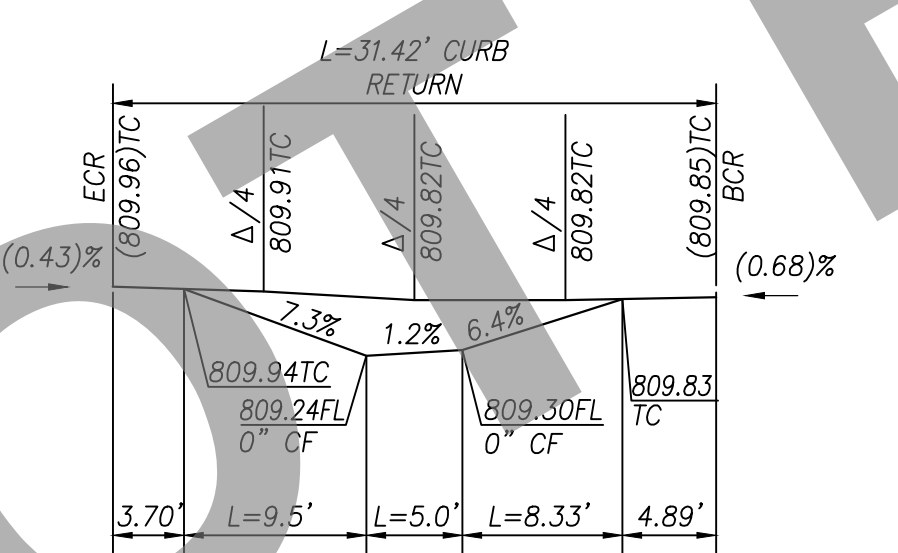 L=31.42' CURB
RETURN
ECR
(809.96)TC
Δ/4
809.91TC
Δ/4
809.82TC
Δ/4
809.82TC
(809.85)TC
BCR
(0.43)%
(0.68)%
7.3%
1.2%
6.4%
809.94TC
809.24FL
0" CF
809.30FL
0" CF
809.83
TC
3.70'
L=9.5'
L=5.0'
L=8.33'
4.89'